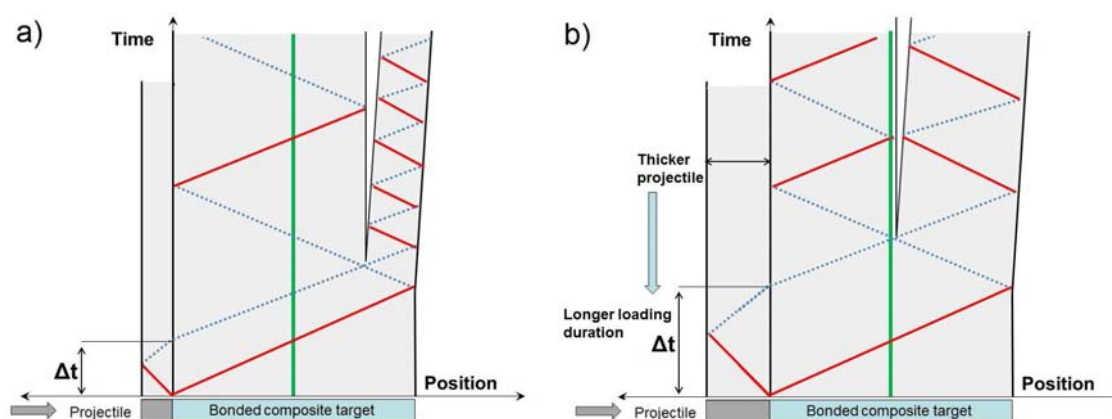 a)
Time
Δt
Position
Projectile
Bonded composite target
b)
Time
Thicker
projectile
Longer loading
duration
Δt
Position
Projectile
Bonded composite target